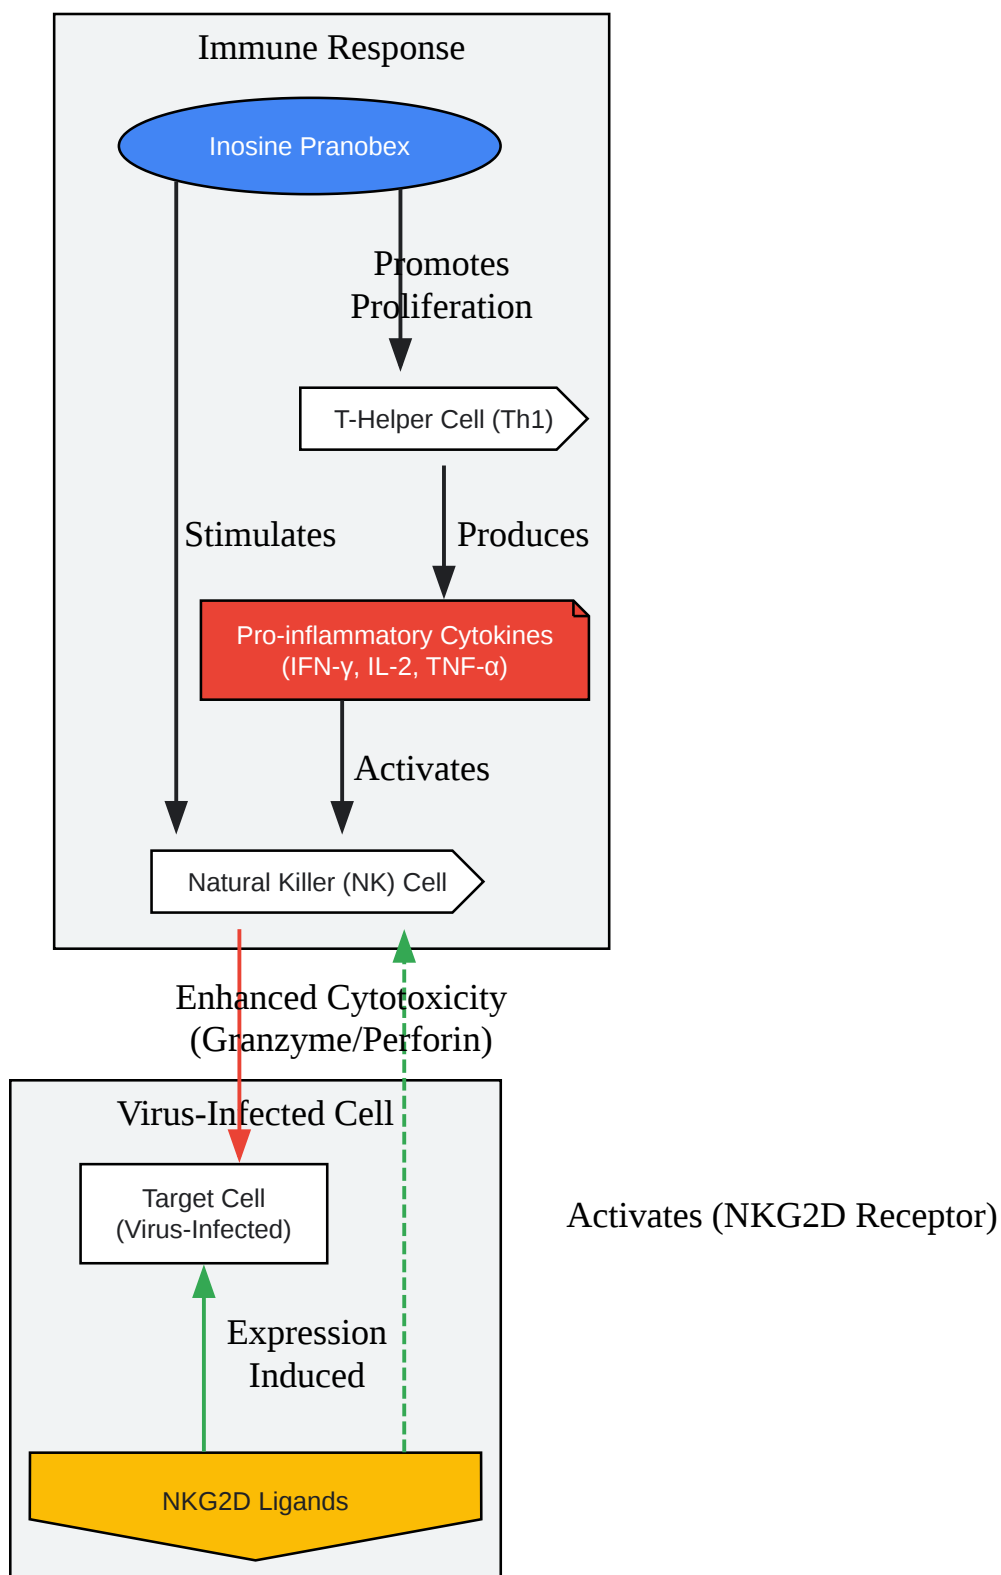 Immune Response
Inosine Pranobex
Promotes
Proliferation
T-Helper Cell (Th1)
Stimulates
Produces
Pro-inflammatory Cytokines
(IFN-γ, IL-2, TNF-α)
Activates
Natural Killer (NK) Cell
Enhanced Cytotoxicity
(Granzyme/Perforin)
Virus-Infected Cell
Target Cell
(Virus-Infected)
Activates (NKG2D Receptor)
Expression
Induced
NKG2D Ligands